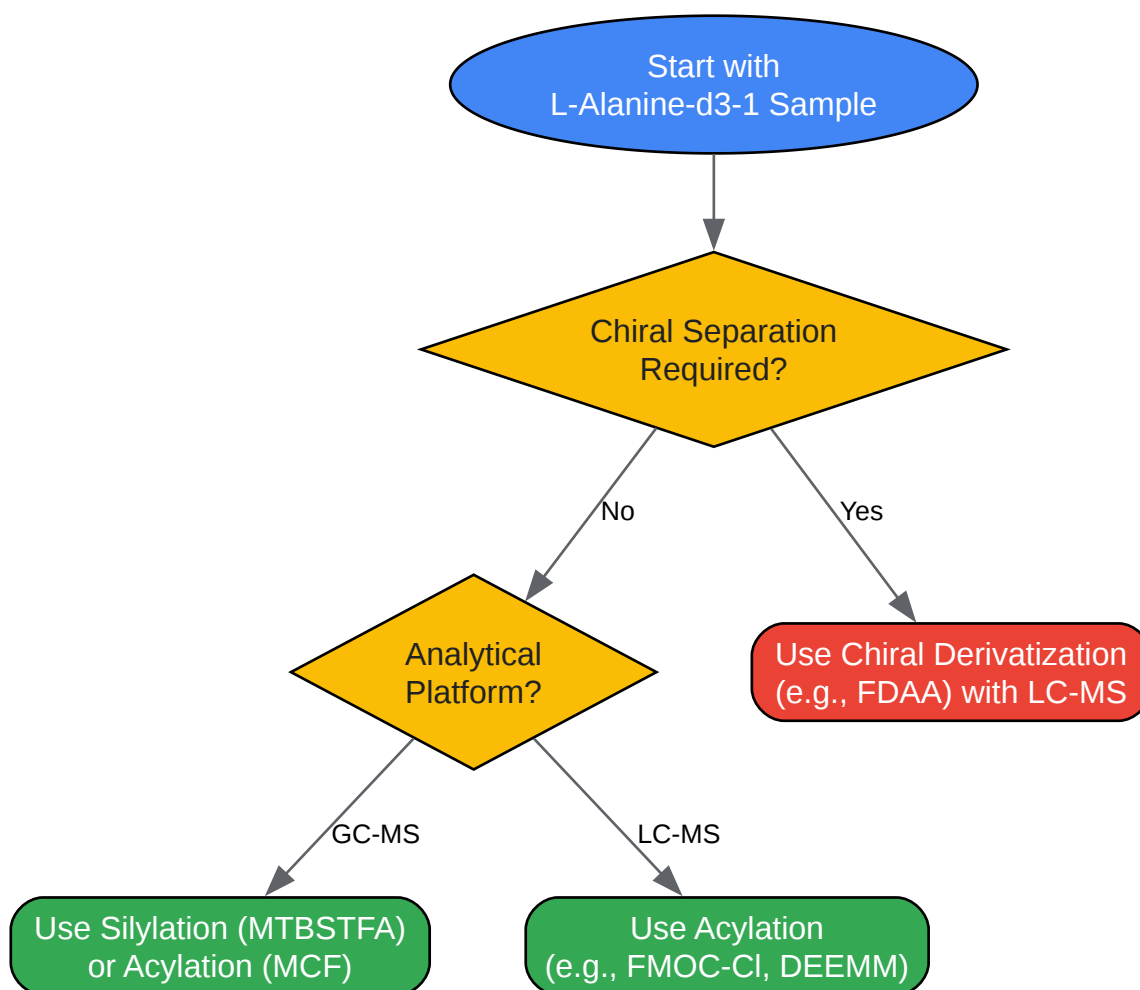 Start with
L-Alanine-d3-1 Sample
Chiral Separation
Required?
No
Yes
Analytical
Platform?
Use Chiral Derivatization
(e.g., FDAA) with LC-MS
GC-MS
LC-MS
Use Silylation (MTBSTFA)
or Acylation (MCF)
Use Acylation
(e.g., FMOC-Cl, DEEMM)